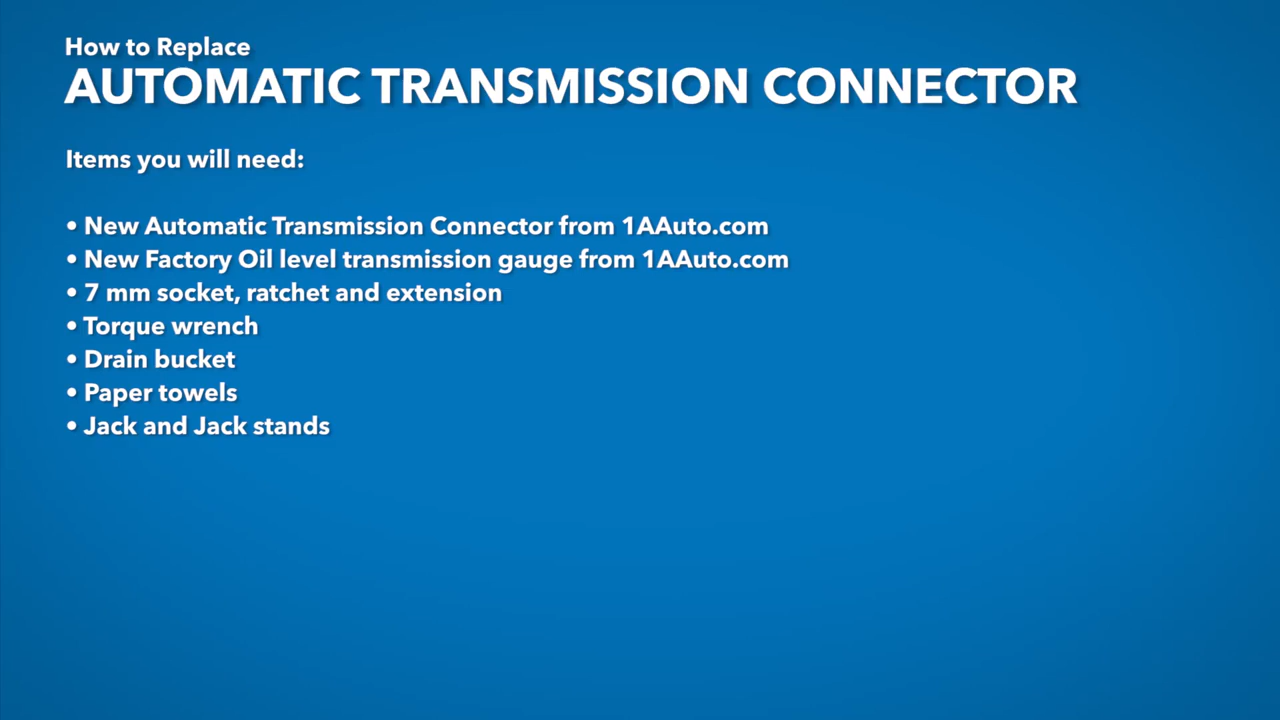 How to Replace
AUTOMATIC TRANSMISSION CONNECTOR
Items you will need:
• New Automatic Transmission Connector from 1AAuto.com
• New Factory Oil level transmission gauge from 1AAuto.com
• 7 mm socket, ratchet and extension
• Torque wrench
• Drain bucket
• Paper towels
• Jack and Jack stands